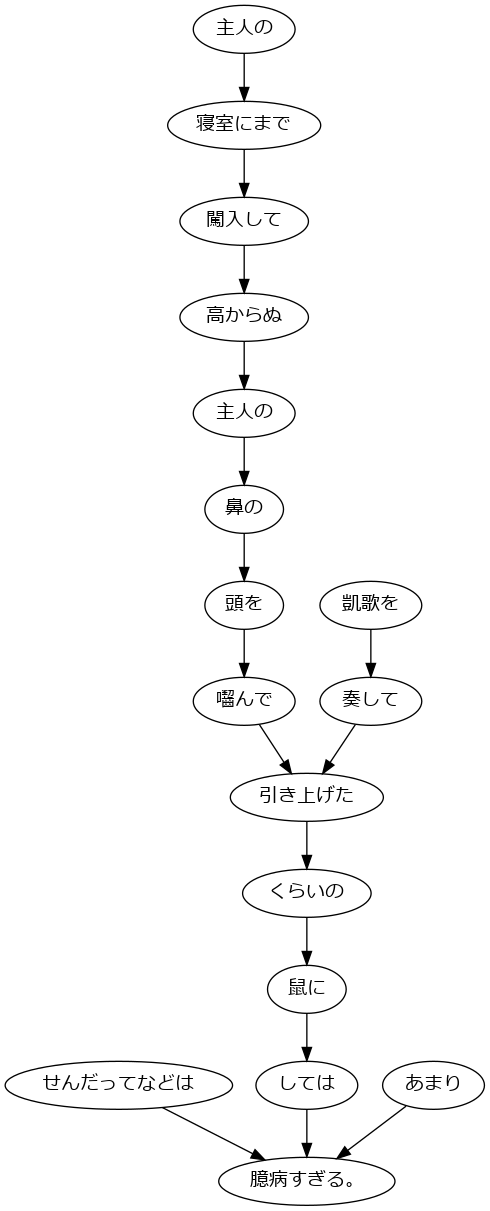 主人の
寝室にまで
闖入して
高からぬ
主人の
鼻の
頭を
凱歌を
囓んで
奏して
引き上げた
くらいの
鼠に
せんだってなどは
しては
あまり
臆病すぎる。